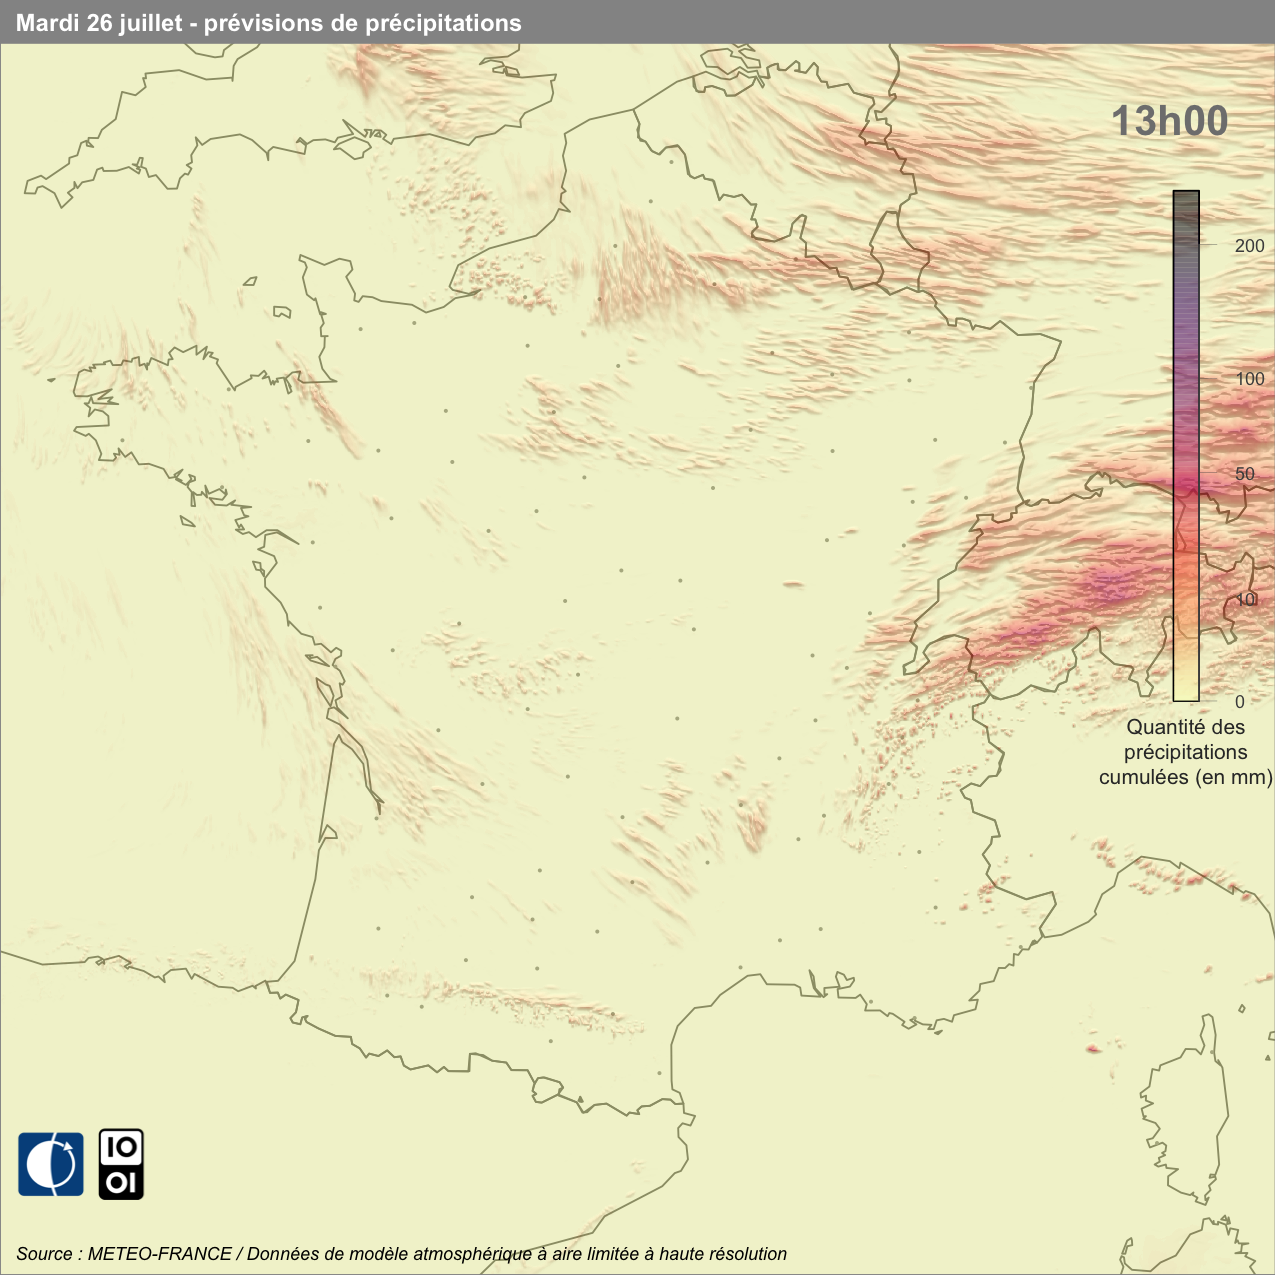 Mardi 26 juillet - prévisions de précipitations
13h00
200
100
50
10
0
Quantité des
précipitations
cumulées (en mm)
IO
OI
Source : METEO-FRANCE / Données de modèle atmosphérique à aire limitée à haute résolution